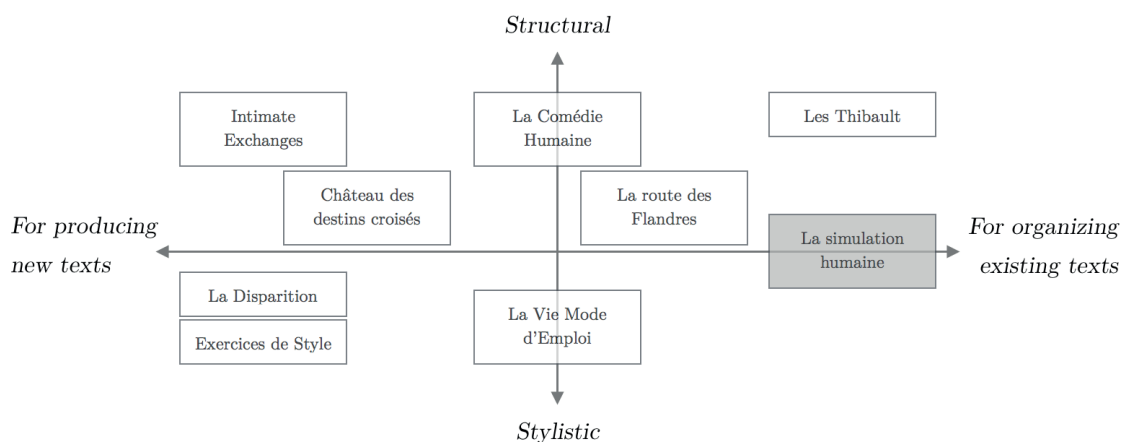 Structural
Intimate
Exchanges
La Comédie
Humaine
Les Thibault
Château des
destins croisés
La route des
Flandres
For producing
new texts
La simulation
humaine
For organizing
existing texts
La Disparition
Exercices de Style
La Vie Mode
d'Emploi
Stylistic